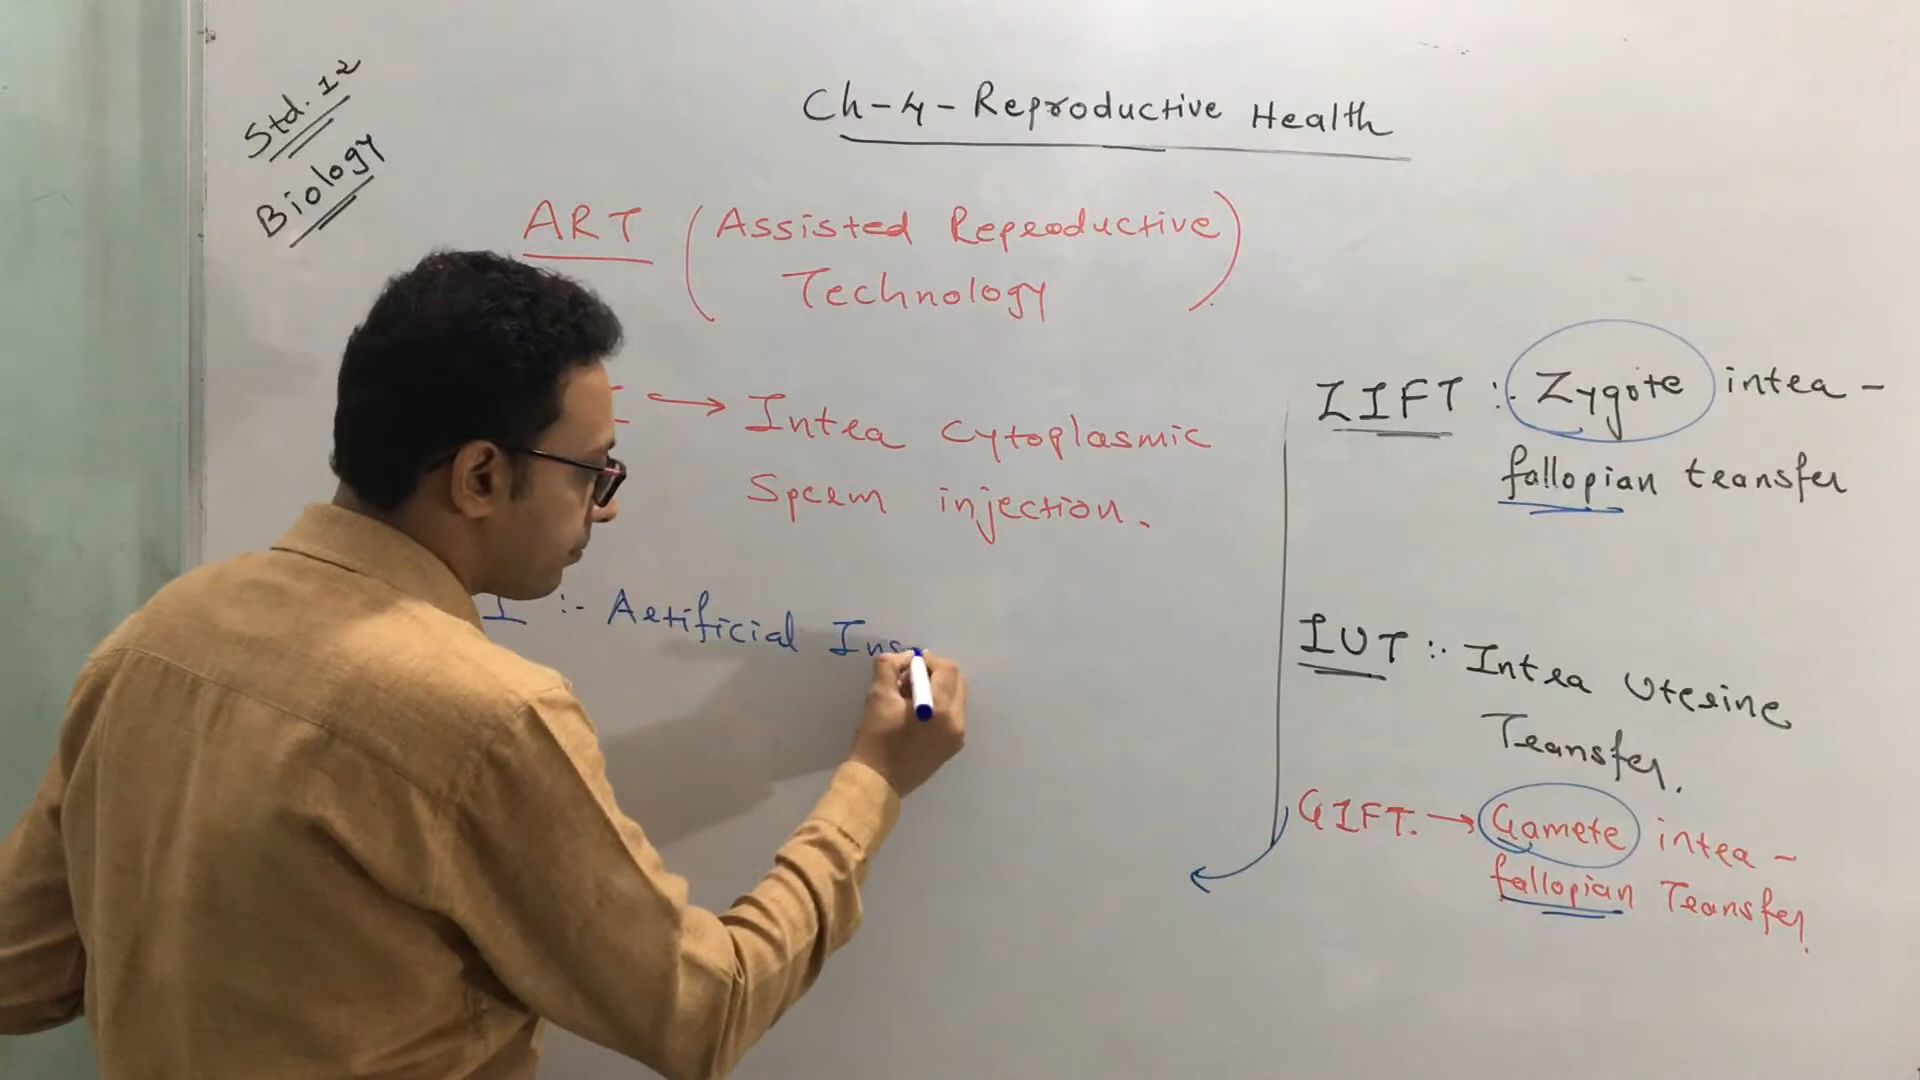 Std. 12
Biology
Ch-4-Reproductive Health
ART (Assisted Reproductive
Technology)
I → Intra Cytoplasmic
Sperm injection.
I :- Artificial Ins
ZIFT :- Zygote intra-
fallopian transfer
IUT :- Intra Uterine
Transfer.
GIFT. → Gamete intra-
fallopian Transfer